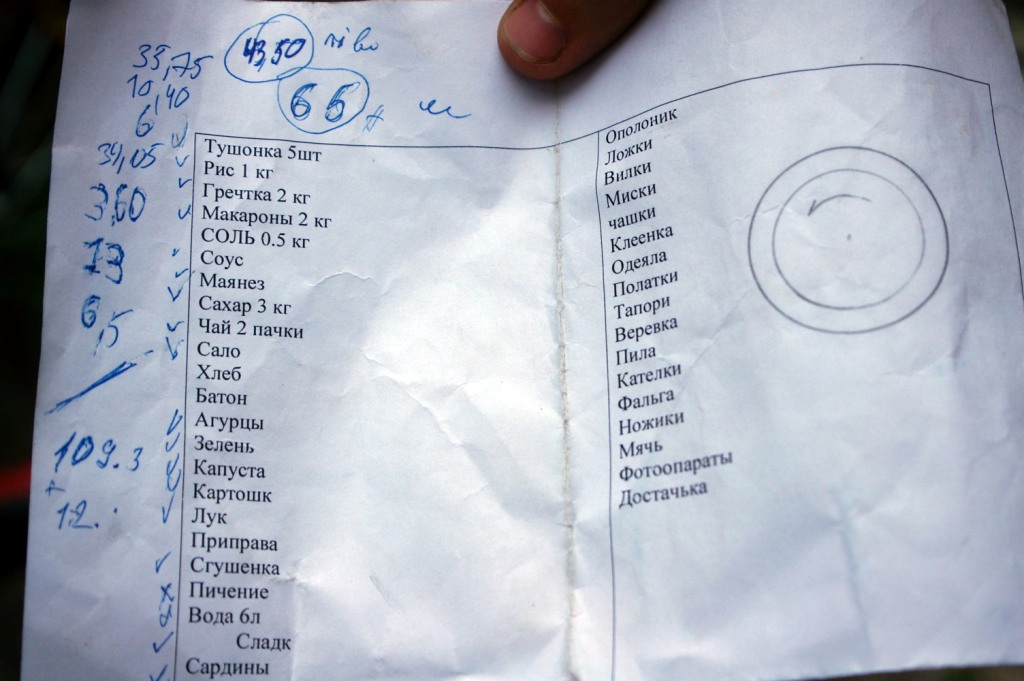 43,50 піво
33,75
10,40
6
66
39,05
3,60
13
6
,5
109.3
+
12.
Тушонка 5шт
Рис 1 кг
Гречтка 2 кг
Макароны 2 кг
СОЛЬ 0.5 кг
Соус
Маянез
Сахар 3 кг
Чай 2 пачки
Сало
Хлеб
Батон
Агурцы
Зелень
Капуста
Картошк
Лук
Приправа
Сгушенка
Пичение
Вода 6л
Сладк
Сардины
Ополоник
Ложки
Вилки
Миски
чашки
Клеенка
Одеяла
Полатки
Тапори
Веревка
Пила
Кателки
Фальга
Ножики
Мячь
Фотоопараты
Достачька